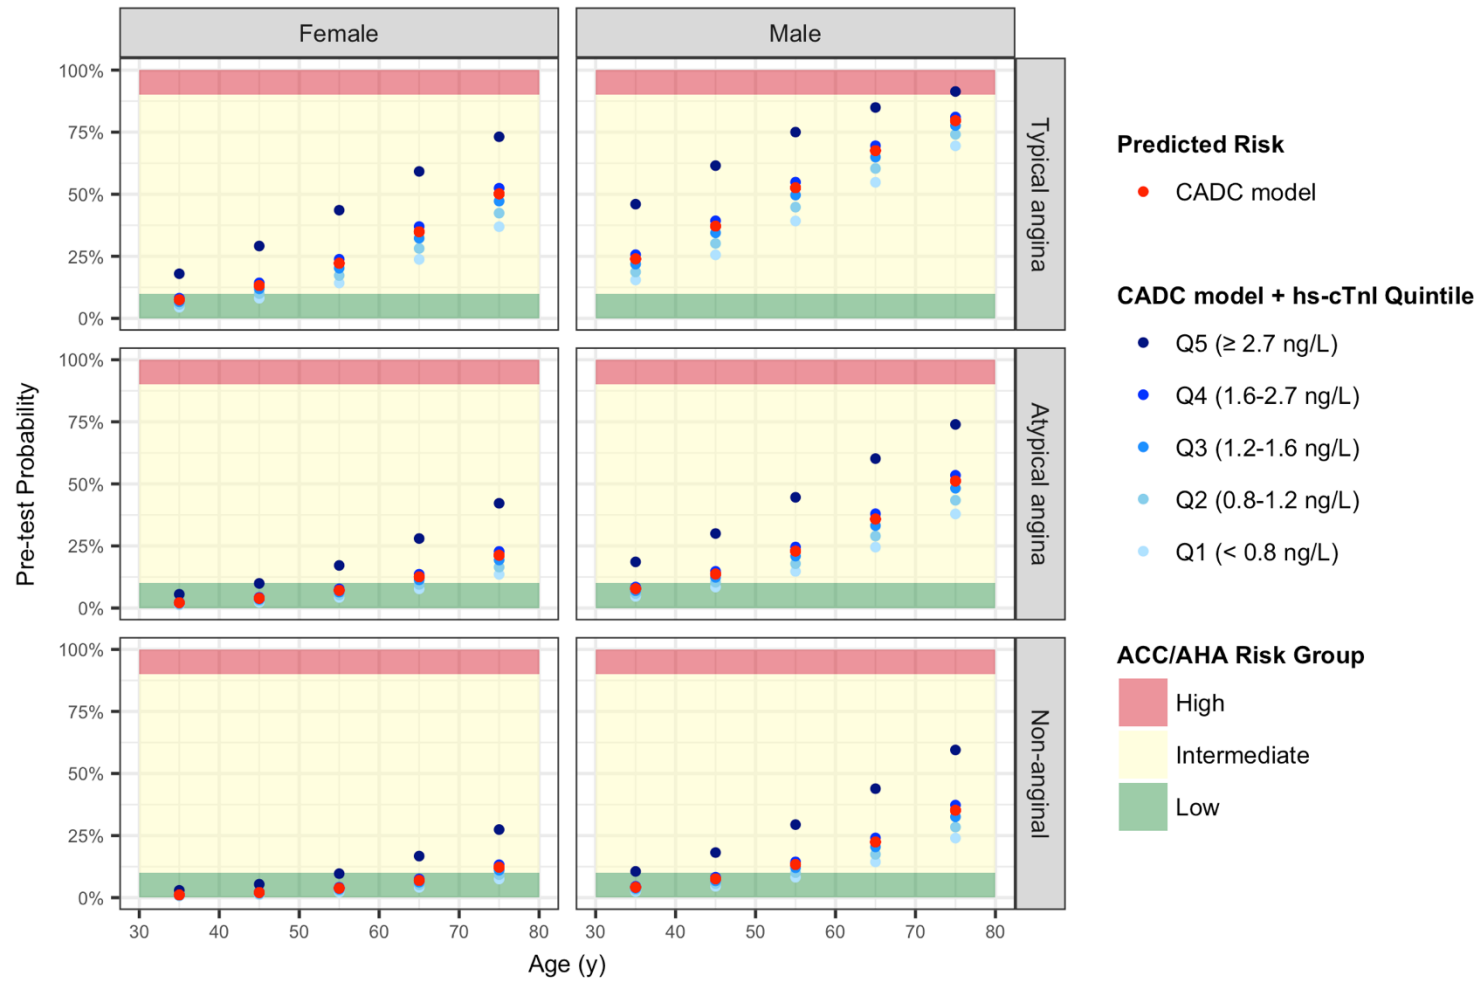 Female
Male
100%
75%
50%
25%
0%
Typical angina
100%
75%
50%
25%
0%
Atypical angina
100%
75%
50%
25%
0%
Non-anginal
30 40 50 60 70 80
30 40 50 60 70 80
Pre-test Probability
Age (y)
Predicted Risk
CADC model
CADC model + hs-cTnI Quintile
Q5 (≥ 2.7 ng/L)
Q4 (1.6-2.7 ng/L)
Q3 (1.2-1.6 ng/L)
Q2 (0.8-1.2 ng/L)
Q1 (< 0.8 ng/L)
ACC/AHA Risk Group
High
Intermediate
Low